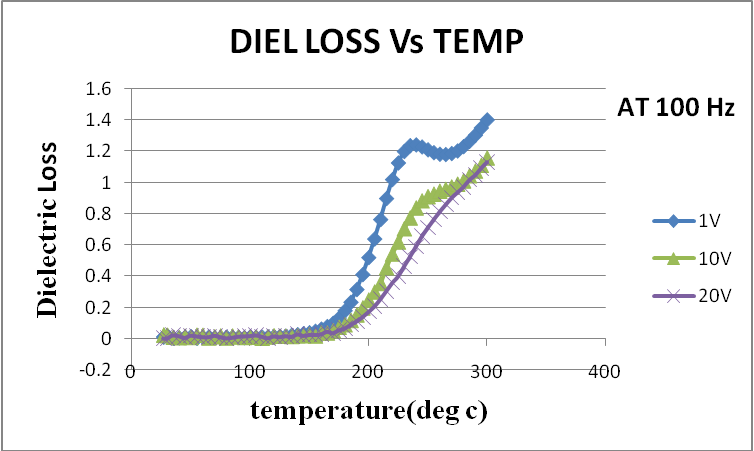 DIEL LOSS Vs TEMP
AT 100 Hz
Dielectric Loss
1.6
1.4
1.2
1
0.8
0.6
0.4
0.2
0
-0.2
0 100 200 300 400
temperature(deg c)
1V
10V
20V